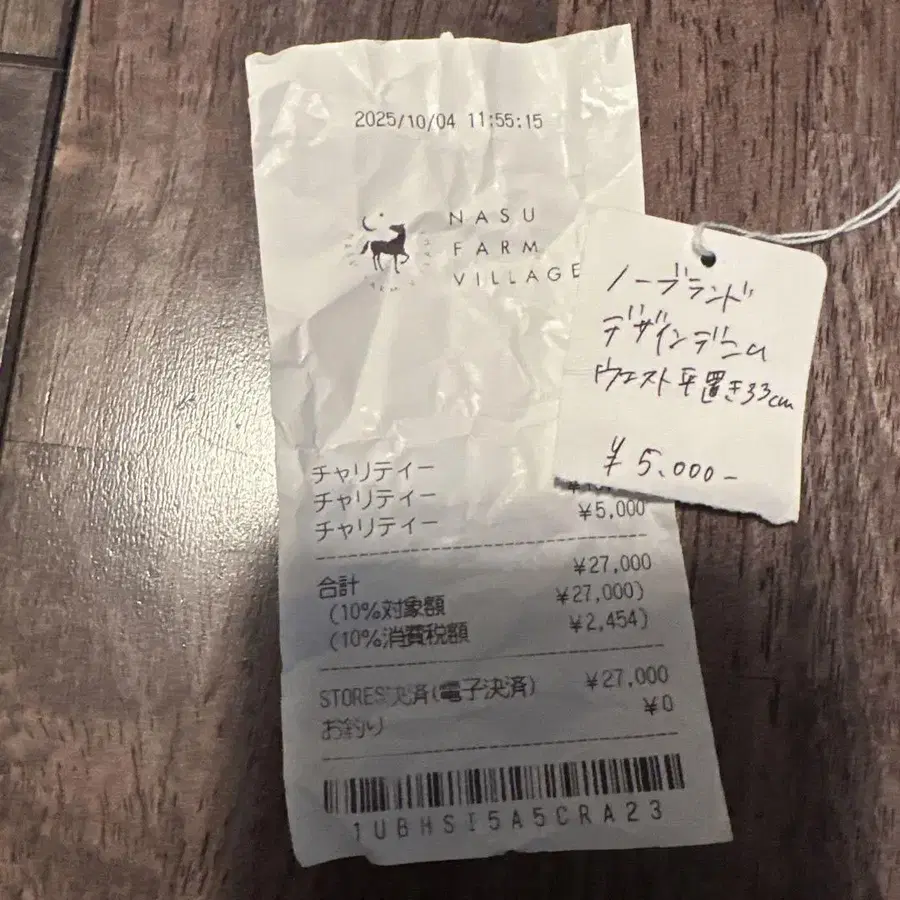 2025/10/04 11:55:15
NASU
FARM
VILLAGE
ノーブランド
デザインデニム
ウエスト平置き33cm
¥5,000-
チャリティー
チャリティー
チャリティー ¥5,000
合計 ¥27,000
(10%対象額 ¥27,000)
(10%消費税額 ¥2,454)
STORES決済(電子決済) ¥27,000
お釣り ¥0
1UBHSI5A5CRA23